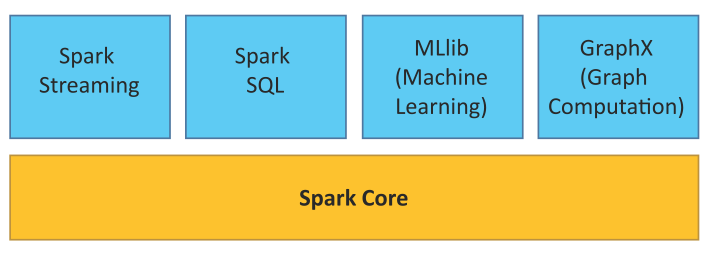 Spark
Streaming
Spark
SQL
MLlib
(Machine
Learning)
GraphX
(Graph
Computation)
Spark Core